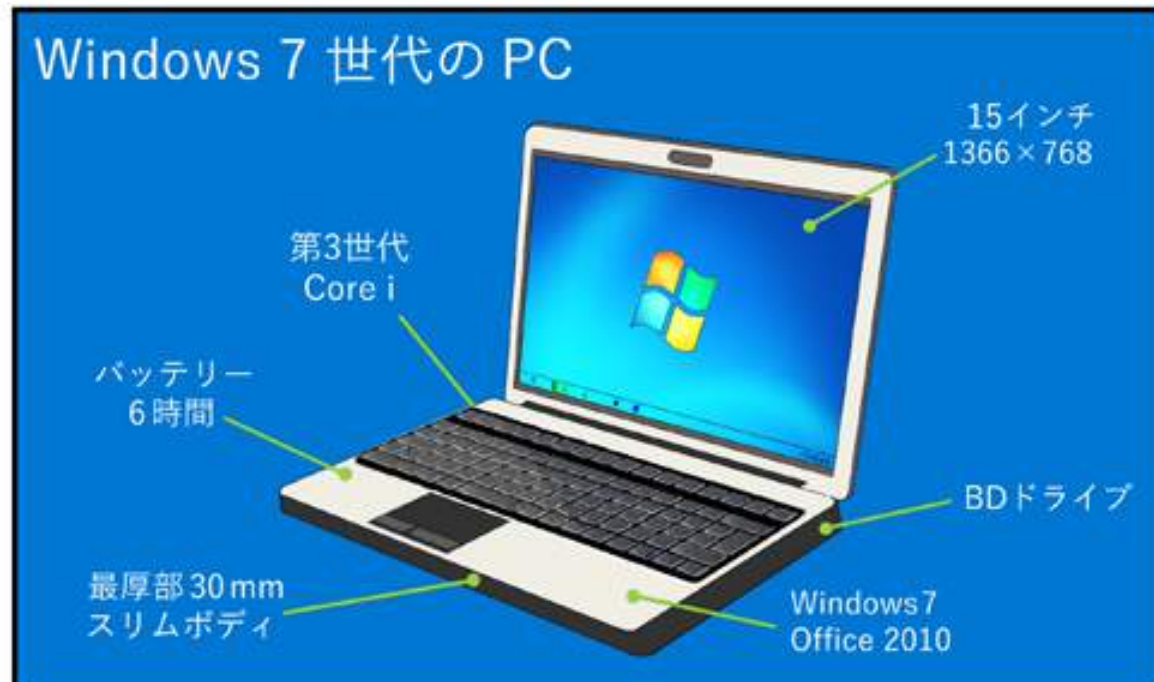 Windows 7 世代の PC
15インチ
1366×768
第3世代
Core i
バッテリー
6時間
BDドライブ
最厚部30mm
スリムボディ
Windows7
Office 2010